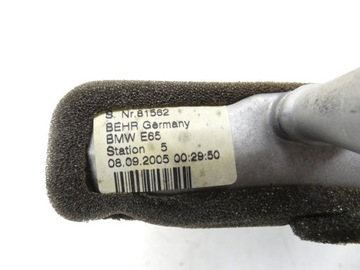 S. Nr.81562
BEHR Germany
BMW E65
Station 5
08.09.2005 00:29:50